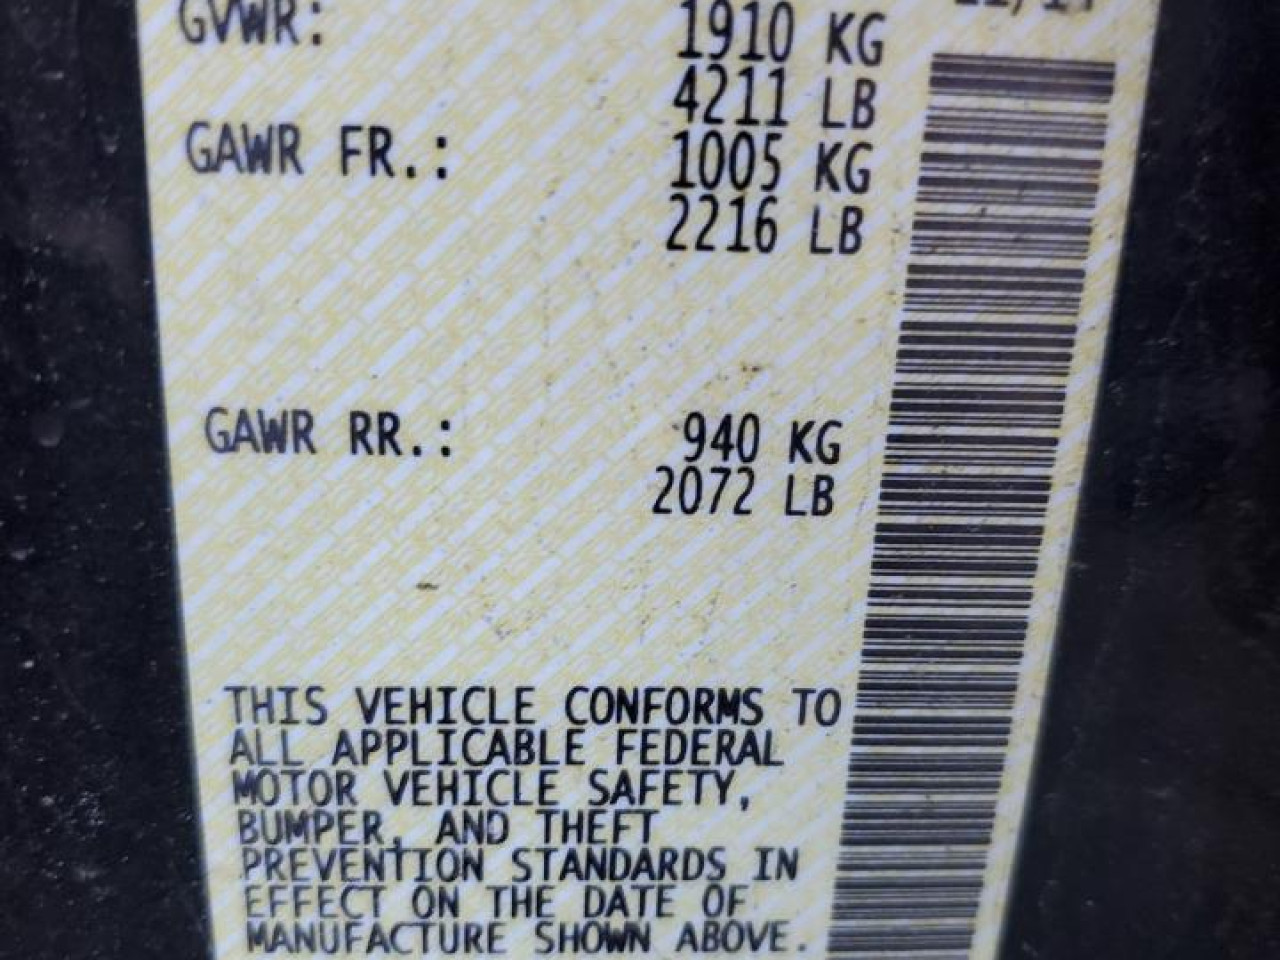 GVWR: 1910 KG
4211 LB
GAWR FR.: 1005 KG
2216 LB
GAWR RR.: 940 KG
2072 LB
THIS VEHICLE CONFORMS TO
ALL APPLICABLE FEDERAL
MOTOR VEHICLE SAFETY,
BUMPER, AND THEFT
PREVENTION STANDARDS IN
EFFECT ON THE DATE OF
MANUFACTURE SHOWN ABOVE.